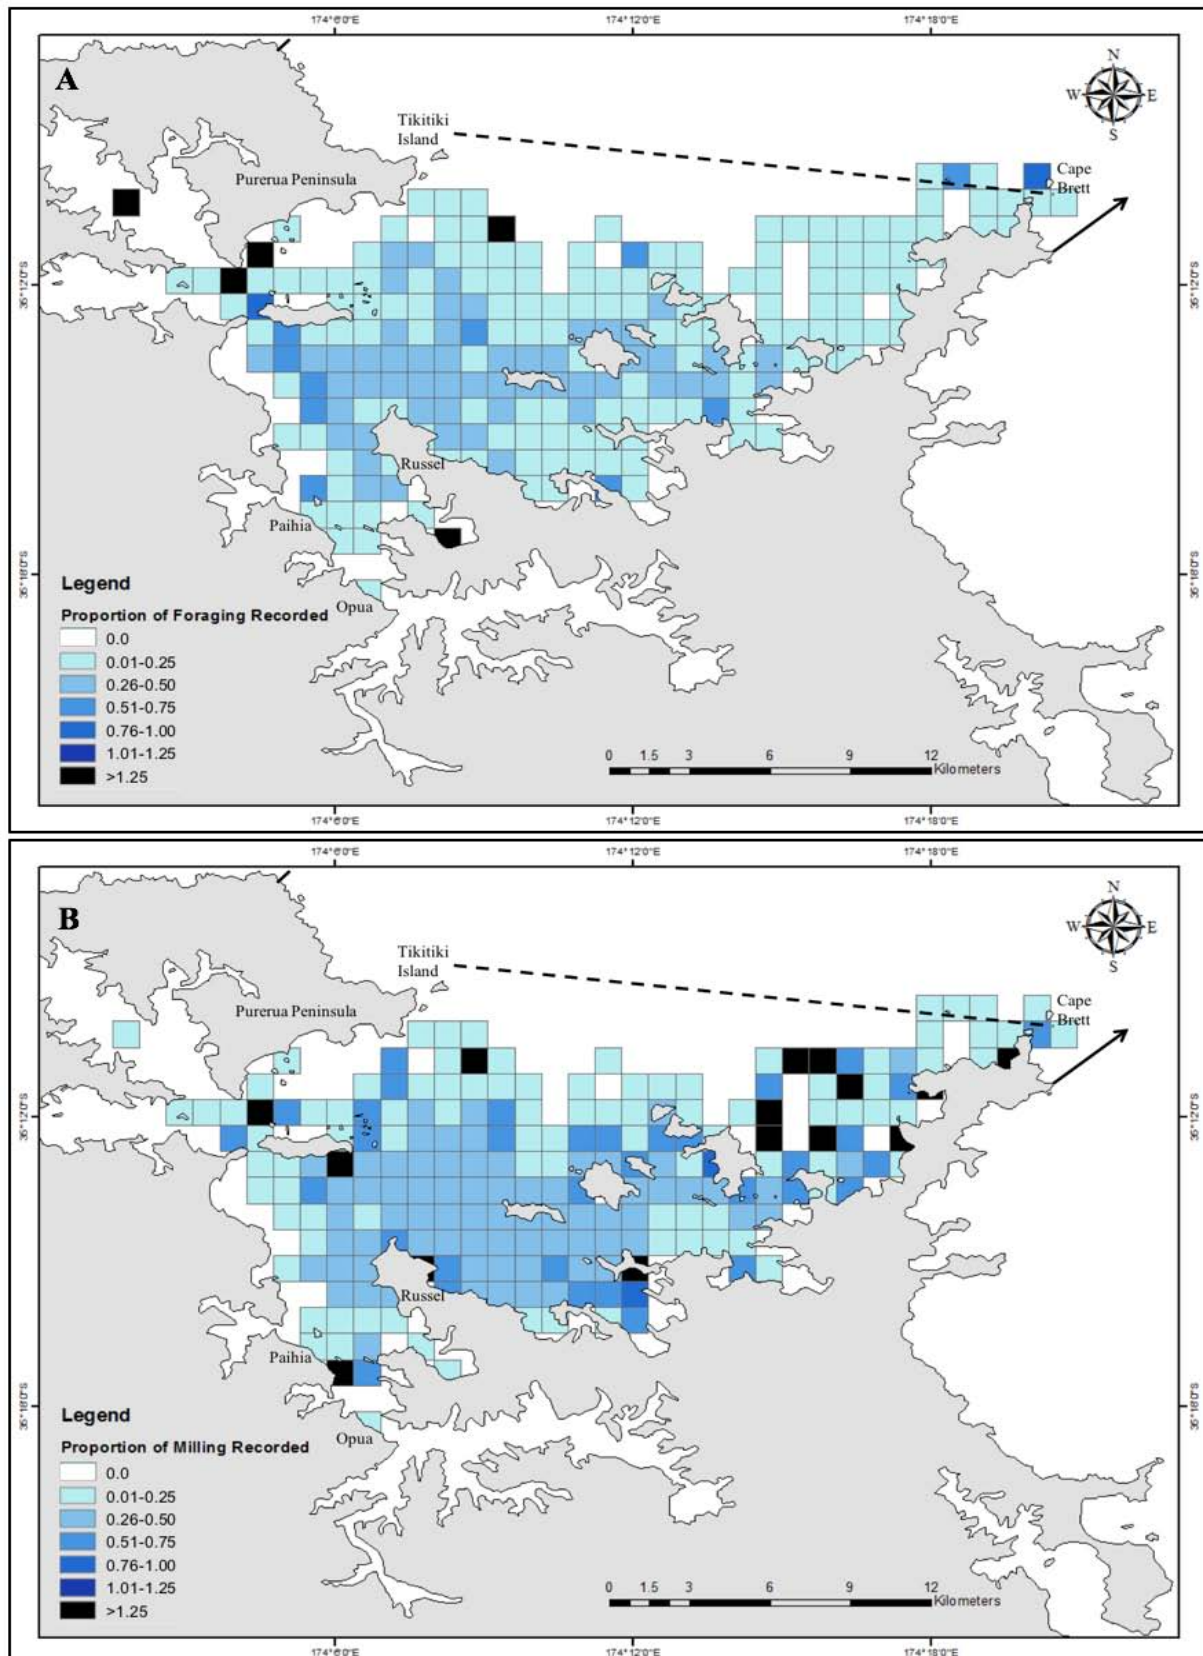 174°6'0"E 174°12'0"E 174°18'0"E
A
N
W E
S
Tikitiki
Island
Purerua Peninsula
Cape
Brett
35°12'0"S 35°12'0"S
Russel
Paihia
35°18'0"S 35°18'0"S
Legend
Proportion of Foraging Recorded
Opua
0.0
0.01-0.25
0.26-0.50
0.51-0.75
0.76-1.00
1.01-1.25
>1.25
0 1.5 3 6 9 12
Kilometers
174°6'0"E 174°12'0"E 174°18'0"E
174°6'0"E 174°12'0"E 174°18'0"E
B
N
W E
S
Tikitiki
Island
Purerua Peninsula
Cape
Brett
35°12'0"S 35°12'0"S
Russel
Paihia
35°18'0"S 35°18'0"S
Legend
Opua
Proportion of Milling Recorded
0.0
0.01-0.25
0.26-0.50
0.51-0.75
0.76-1.00
1.01-1.25
>1.25
0 1.5 3 6 9 12
Kilometers
174°6'0"E 174°12'0"E 174°18'0"E